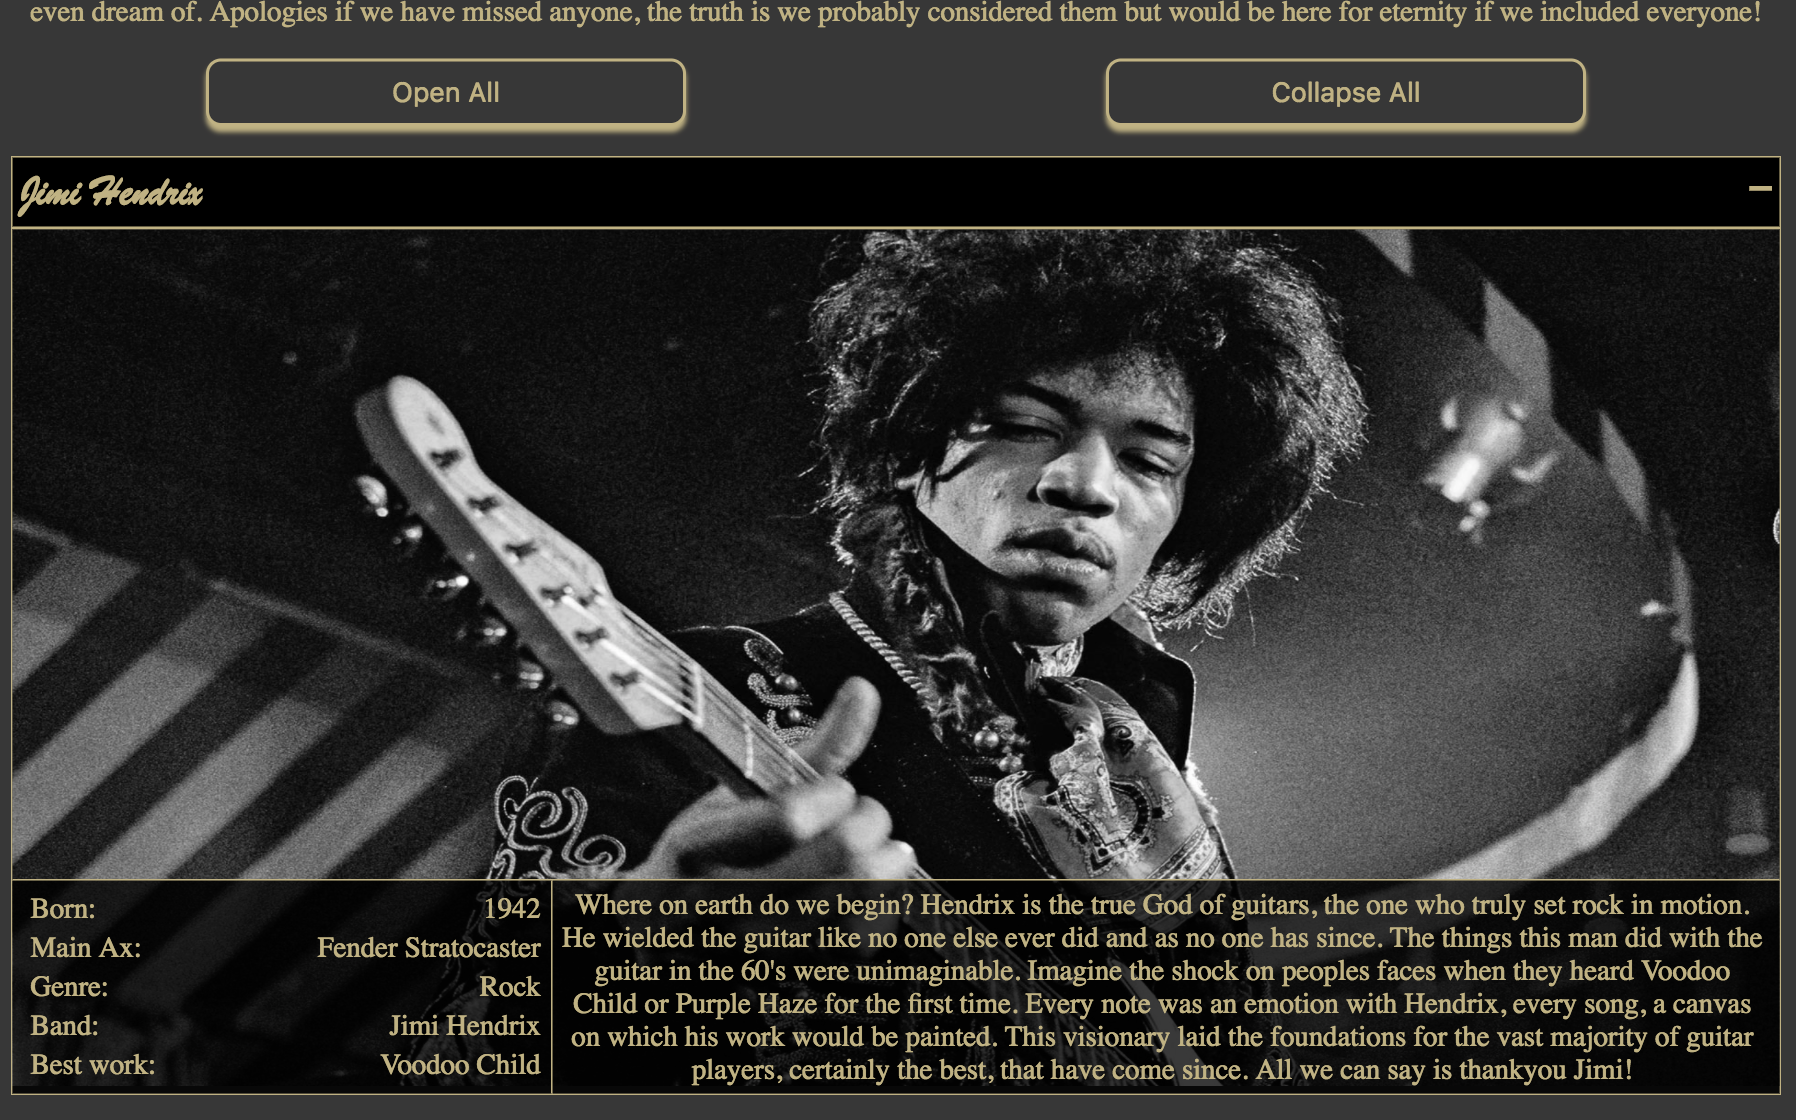 even dream of. Apologies if we have missed anyone, the truth is we probably considered them but would be here for eternity if we included everyone!
Open All
Collapse All
Jimi Hendrix
Born: 1942
Main Ax: Fender Stratocaster
Genre: Rock
Band: Jimi Hendrix
Best work: Voodoo Child
Where on earth do we begin? Hendrix is the true God of guitars, the one who truly set rock in motion.
He wielded the guitar like no one else ever did and as no one has since. The things this man did with the
guitar in the 60's were unimaginable. Imagine the shock on peoples faces when they heard Voodoo
Child or Purple Haze for the first time. Every note was an emotion with Hendrix, every song, a canvas
on which his work would be painted. This visionary laid the foundations for the vast majority of guitar
players, certainly the best, that have come since. All we can say is thankyou Jimi!